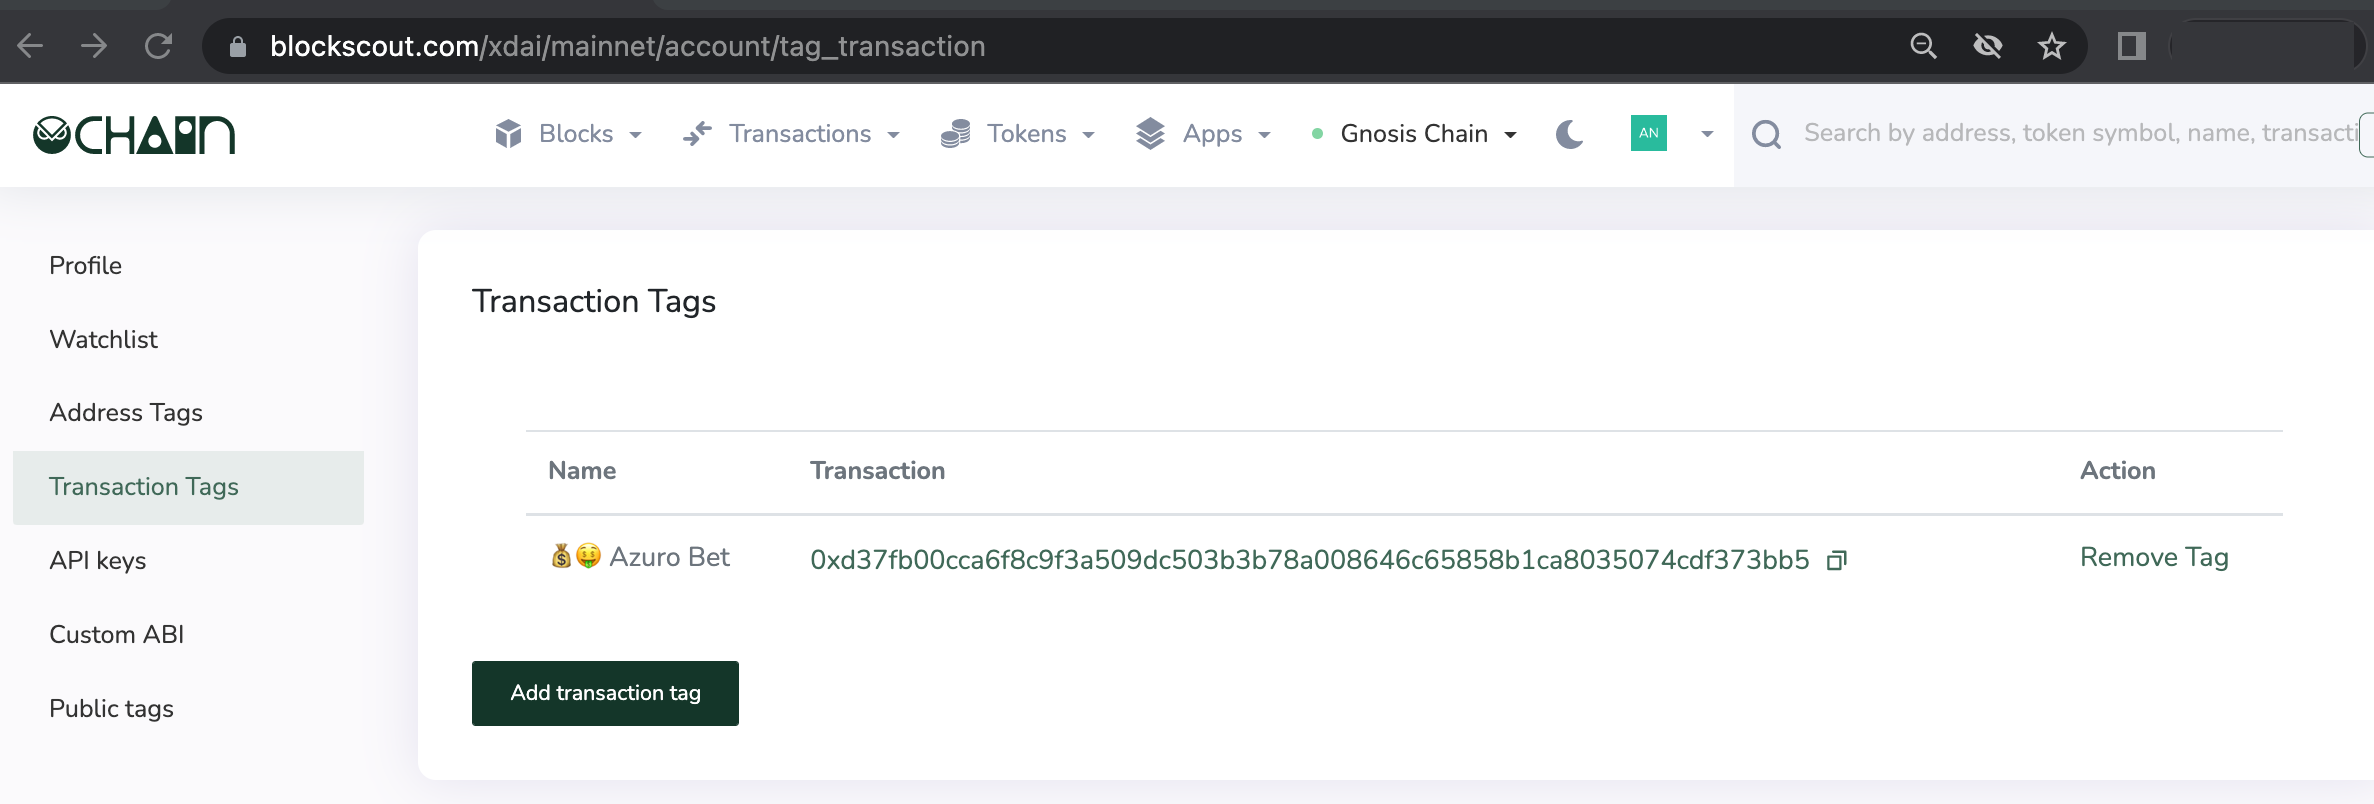 blockscout.com/xdai/mainnet/account/tag_transaction
CHAIN
Blocks
Transactions
Tokens
Apps
Gnosis Chain
AN
Search by address, token symbol, name, transacti
Profile
Watchlist
Address Tags
Transaction Tags
API keys
Custom ABI
Public tags
Transaction Tags
Name Transaction Action
💰🤑 Azuro Bet 0xd37fb00cca6f8c9f3a509dc503b3b78a008646c65858b1ca8035074cdf373bb5 Remove Tag
Add transaction tag